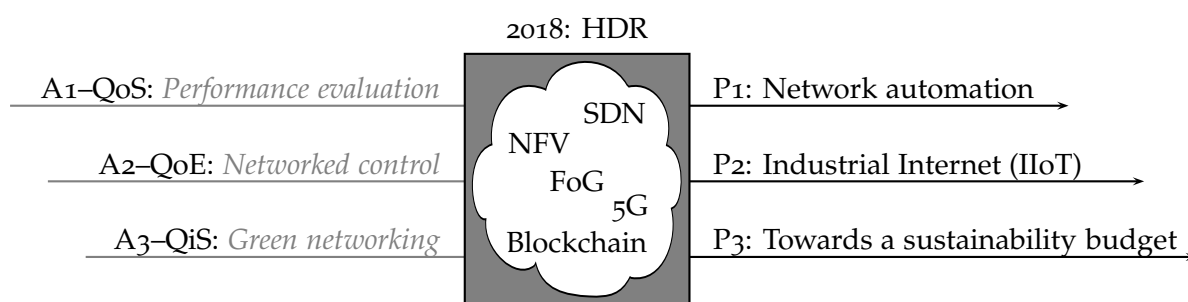 2018: HDR
A1–QoS: Performance evaluation
P1: Network automation
SDN
NFV
A2–QoE: Networked control
FoG
P2: Industrial Internet (IIoT)
5G
A3–QiS: Green networking
Blockchain
P3: Towards a sustainability budget